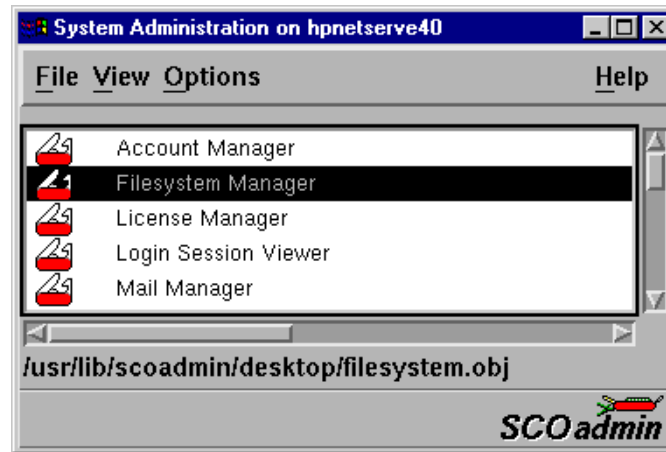 System Administration on hpnetserve40
File View Options Help
Account Manager
Filesystem Manager
License Manager
Login Session Viewer
Mail Manager
/usr/lib/scoadmin/desktop/filesystem.obj
SCOadmin